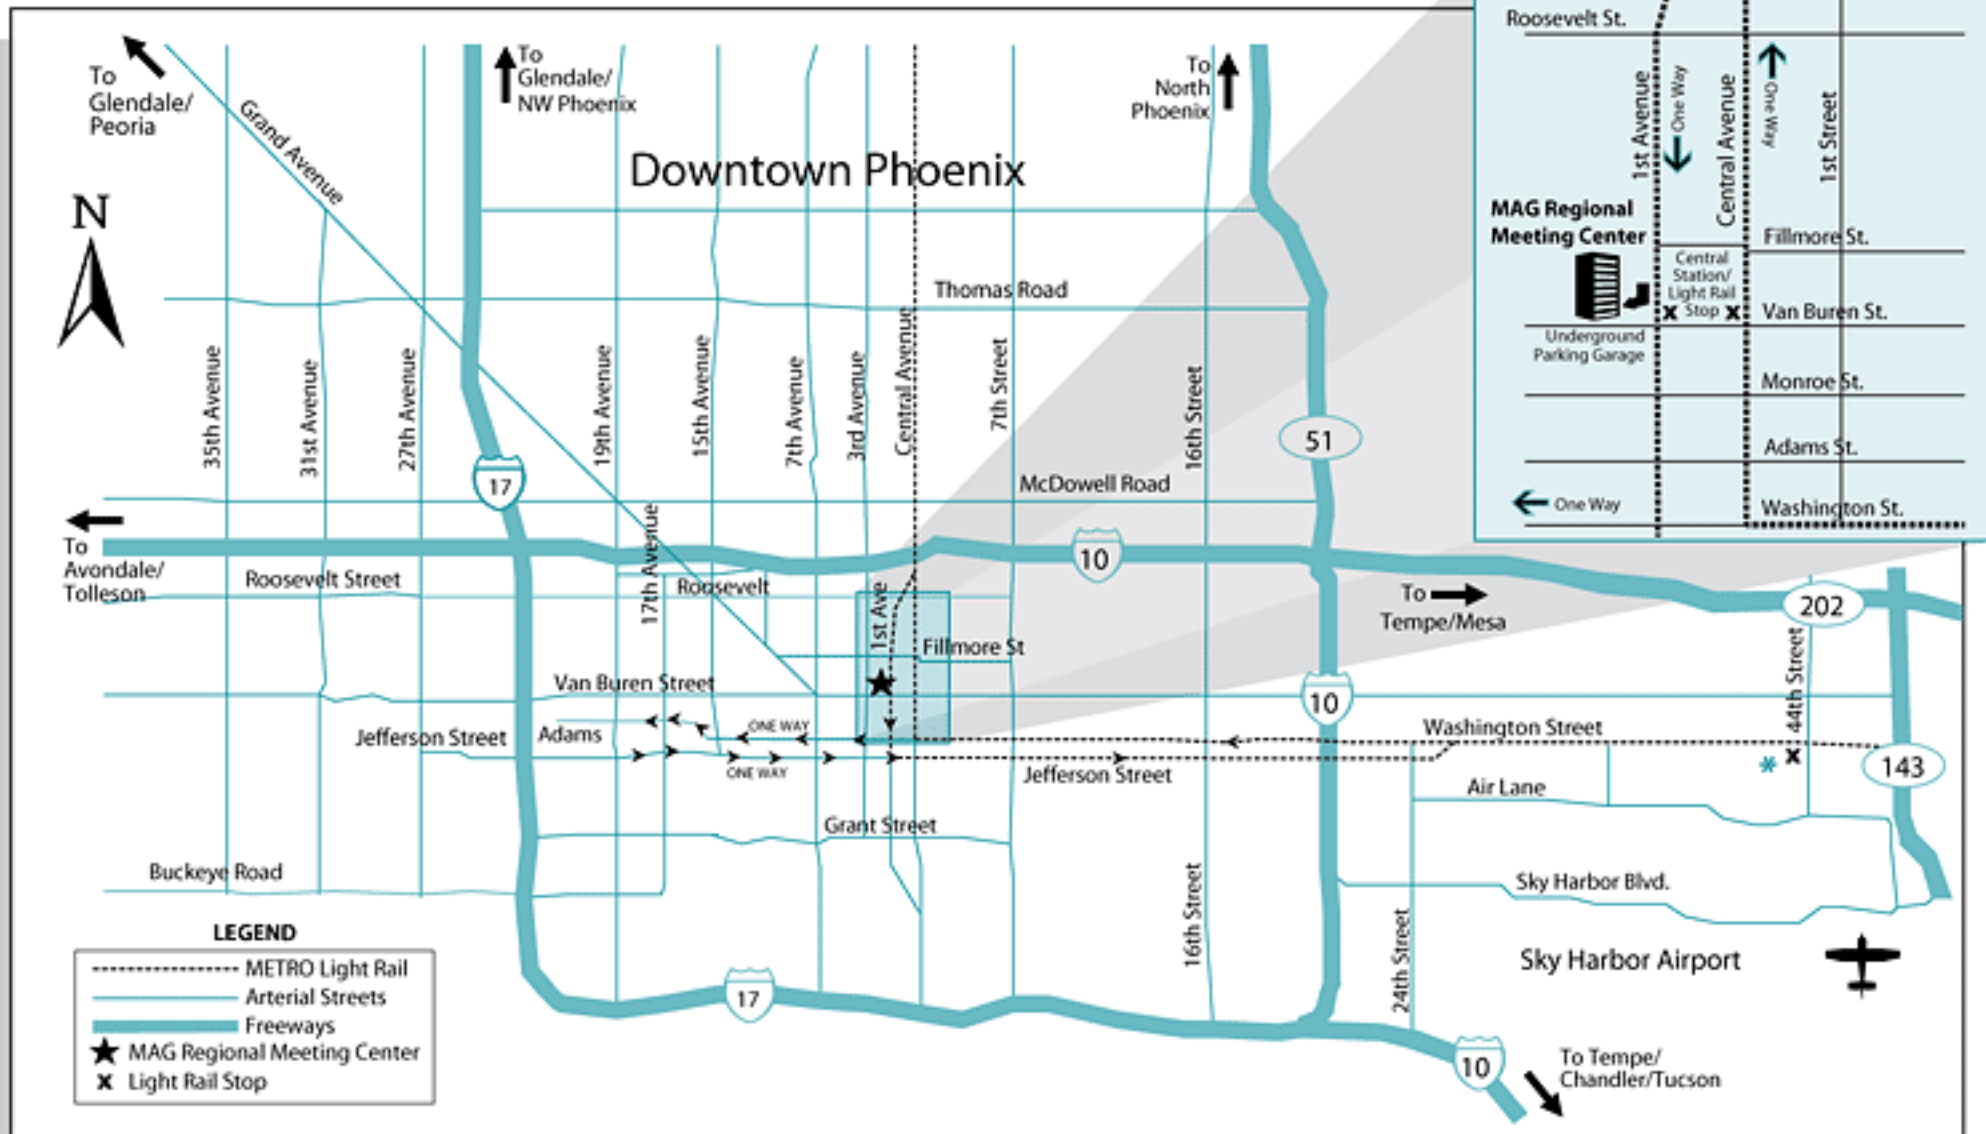 To
Glendale/
Peoria
Grand Avenue
To
Glendale/
NW Phoenix
To
North
Phoenix
Downtown Phoenix
N
Thomas Road
35th Avenue
31st Avenue
27th Avenue
19th Avenue
15th Avenue
7th Avenue
3rd Avenue
Central Avenue
7th Street
16th Street
51
17
McDowell Road
To
Avondale/
Tolleson
10
17th Avenue
Roosevelt Street
Roosevelt
1st Ave
To
Tempe/Mesa
202
Fillmore St
44th Street
Van Buren Street
10
Jefferson Street
Adams
ONE WAY
ONE WAY
Washington Street
Jefferson Street
*
x
143
Air Lane
Grant Street
Buckeye Road
Sky Harbor Blvd.
16th Street
24th Street
Sky Harbor Airport
17
10
To Tempe/
Chandler/Tucson
LEGEND
METRO Light Rail
Arterial Streets
Freeways
MAG Regional Meeting Center
x Light Rail Stop
Roosevelt St.
1st Avenue
One Way
Central Avenue
One Way
1st Street
MAG Regional
Meeting Center
Fillmore St.
Central
Station/
Light Rail
x Stop x
Van Buren St.
Underground
Parking Garage
Monroe St.
Adams St.
One Way
Washington St.